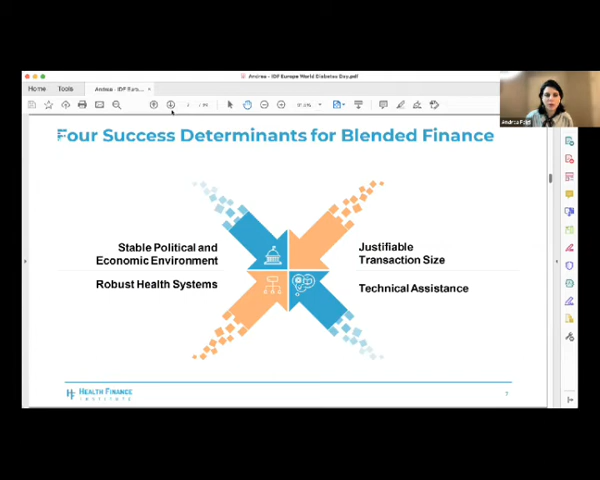 Andrea - IDF Europe World Diabetes Day.pdf
Home
Tools
Andrea - IDF Euro...
Four Success Determinants for Blended Finance
Stable Political and
Economic Environment
Justifiable
Transaction Size
Robust Health Systems
Technical Assistance
HEALTH FINANCE
INSTITUTE
7